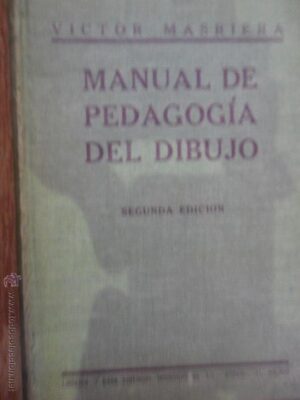 VICTOR MASRIERA
MANUAL DE
PEDAGOGÍA
DEL DIBUJO
SEGUNDA EDICION